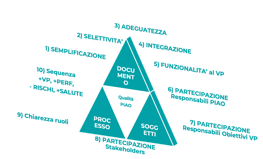 3) ADEGUATEZZA
2) SELETTIVITA'
4) INTEGRAZIONE
1) SEMPLIFICAZIONE
5) FUNZIONALITA' al VP
10) Sequenza
+VP, +PERF,
- RISCHI, +SALUTE
DOCU
MENT
O
6) PARTECIPAZIONE
Responsabili PIAO
Qualità
PIAO
9) Chiarezza ruoli
PROC
ESSO
SOGG
ETTI
7) PARTECIPAZIONE
Responsabili Obiettivi VP
8) PARTECIPAZIONE
Stakeholders